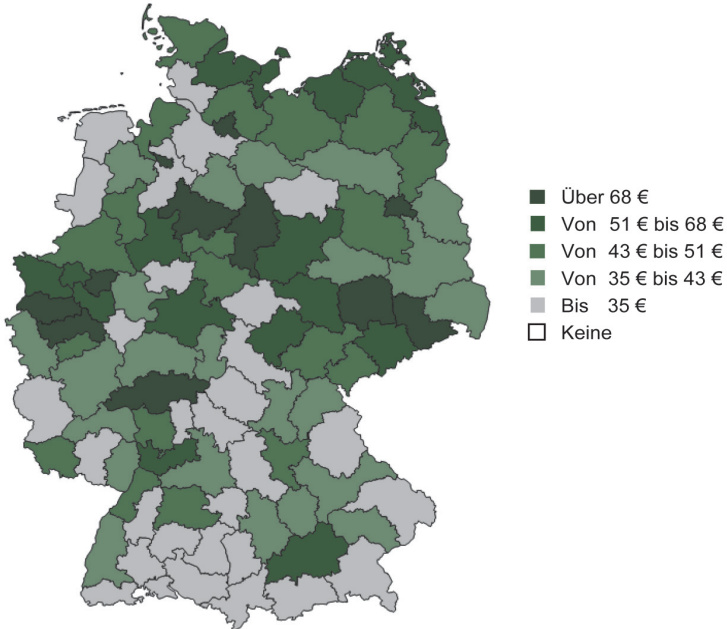 Über 68 €
Von 51 € bis 68 €
Von 43 € bis 51 €
Von 35 € bis 43 €
Bis 35 €
Keine